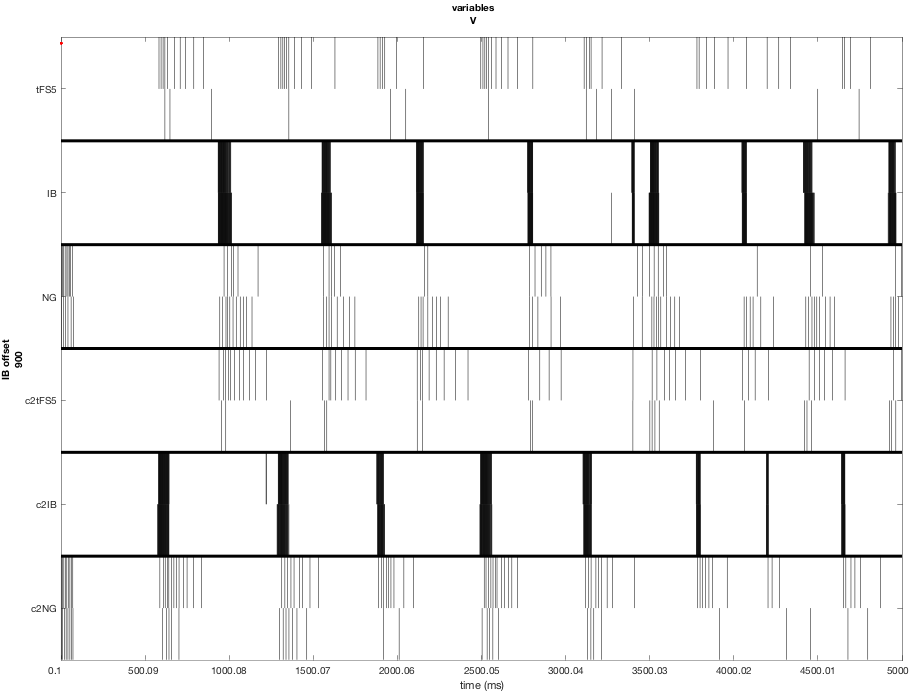 variables
V
tFS5
IB
NG
IB offset
900
c2tFS5
c2IB
c2NG
0.1 500.09 1000.08 1500.07 2000.06 2500.05 3000.04 3500.03 4000.02 4500.01 5000
time (ms)